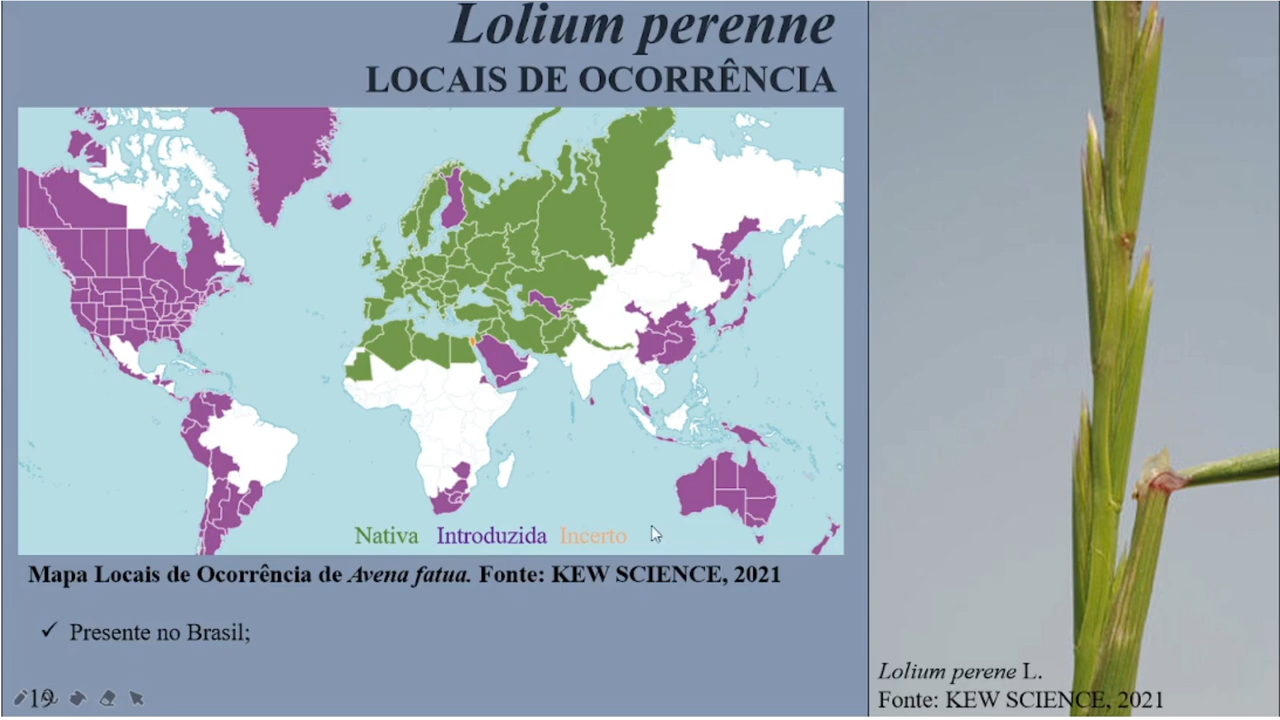 Lolium perenne
LOCAIS DE OCORRÊNCIA
Nativa Introduzida Incerto
Mapa Locais de Ocorrência de Avena fatua. Fonte: KEW SCIENCE, 2021
✓ Presente no Brasil;
19
Lolium perene L.
Fonte: KEW SCIENCE, 2021